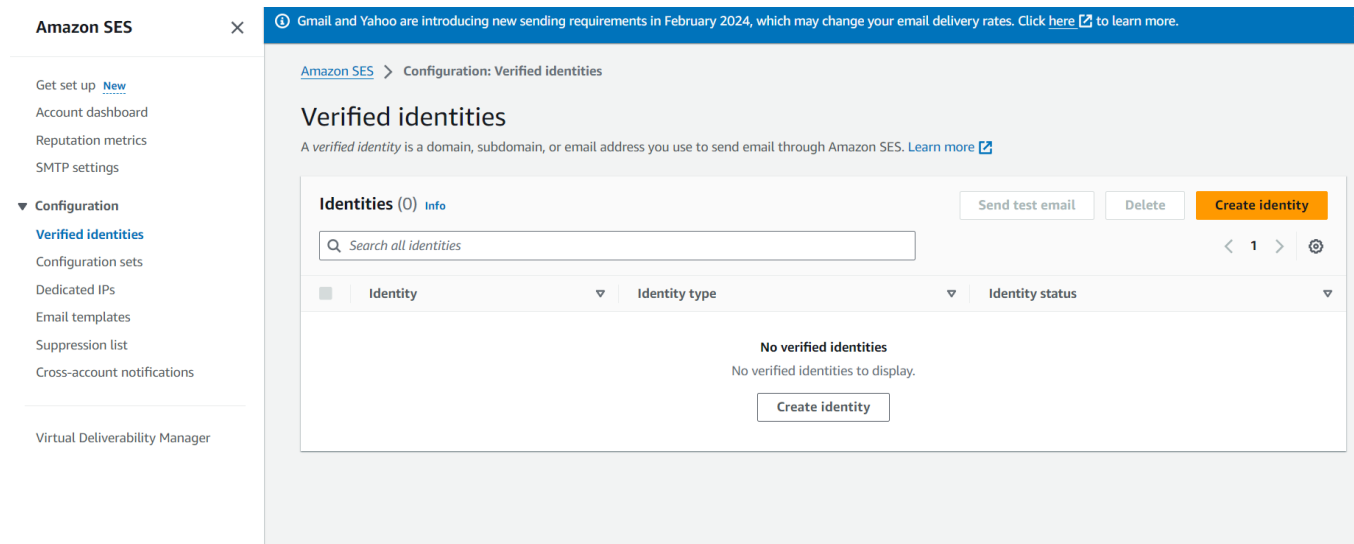 Amazon SES
Get set up New
Account dashboard
Reputation metrics
SMTP settings
Configuration
Verified identities
Configuration sets
Dedicated IPs
Email templates
Suppression list
Cross-account notifications
Virtual Deliverability Manager
Gmail and Yahoo are introducing new sending requirements in February 2024, which may change your email delivery rates. Click here to learn more.
Amazon SES > Configuration: Verified identities
Verified identities
A verified identity is a domain, subdomain, or email address you use to send email through Amazon SES. Learn more
Identities (0) Info
Send test email Delete Create identity
Search all identities
1
Identity Identity type Identity status
No verified identities
No verified identities to display.
Create identity